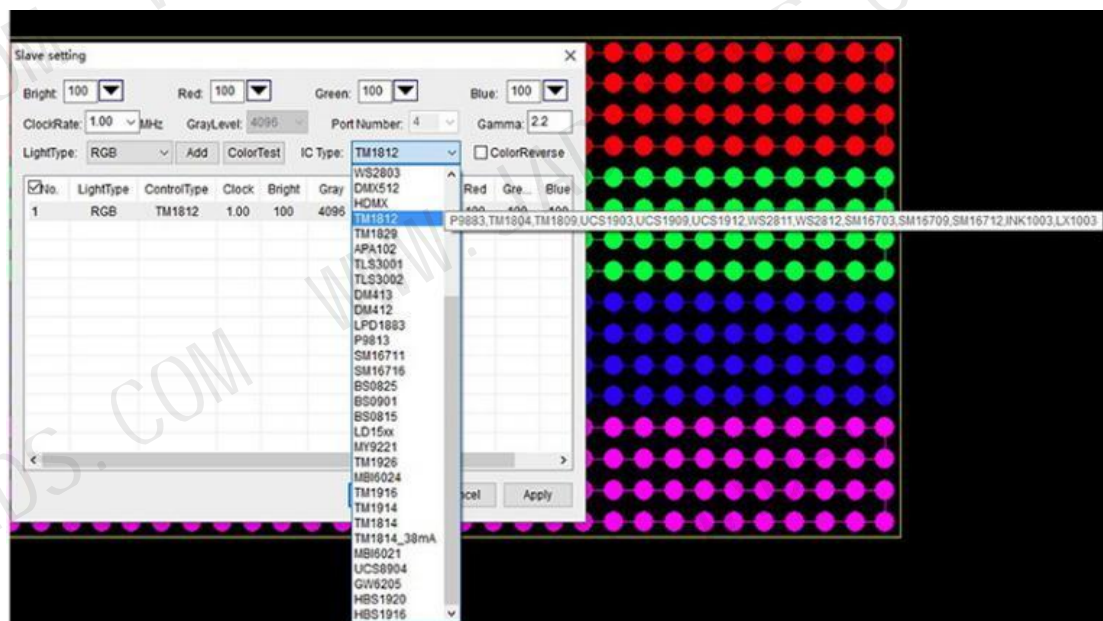 Slave setting
Bright: 100 Red: 100 Green: 100 Blue: 100
ClockRate: 1.00 MHz GrayLevel: 4096 Port Number: 4 Gamma: 2.2
LightType: RGB Add ColorTest IC Type: TM1812 ColorReverse
No. LightType ControlType Clock Bright Gray Red Gre... Blue
1 RGB TM1812 1.00 100 4096 100 100 100
WS2803
DMX512
HDMX
TM1812
P9883,TM1804,TM1809,UCS1903,UCS1909,UCS1912,WS2811,WS2812,SM16703,SM16709,SM16712,INK1003,LX1003
TM1829
APA102
TLS3001
TLS3002
DM413
DM412
LPD1883
P9813
SM16711
SM16716
BS0825
BS0901
BS0815
LD15xx
MY9221
TM1926
MBI6024
TM1916
TM1914
TM1814
TM1814_38mA
MBI6021
UCS8904
GW6205
HBS1920
HBS1916
Apply